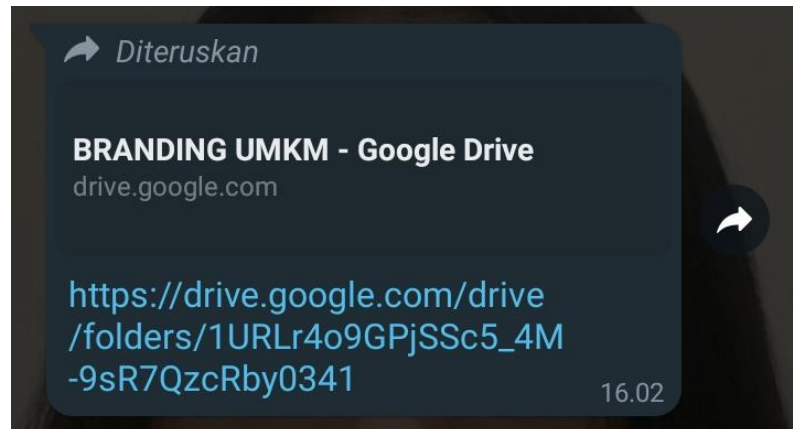 Diteruskan
BRANDING UMKM - Google Drive
drive.google.com
https://drive.google.com/drive
/folders/1URLr4o9GPjSSc5_4M
-9sR7QzcRby0341
16.02